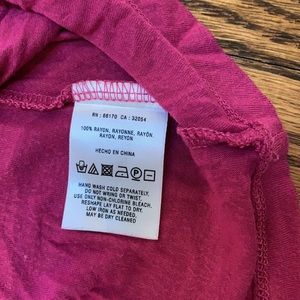 RN : 86170 CA : 32054
100% RAYON, RAYONNE, RAYÓN,
RAYON, REYON
HECHO EN CHINA
HAND WASH COLD SEPARATELY,
DO NOT WRING OR TWIST,
USE ONLY NON-CHLORINE BLEACH.
RESHAPE LAY FLAT TO DRY.
LOW IRON AS NEEDED.
MAY DRY CLEANED